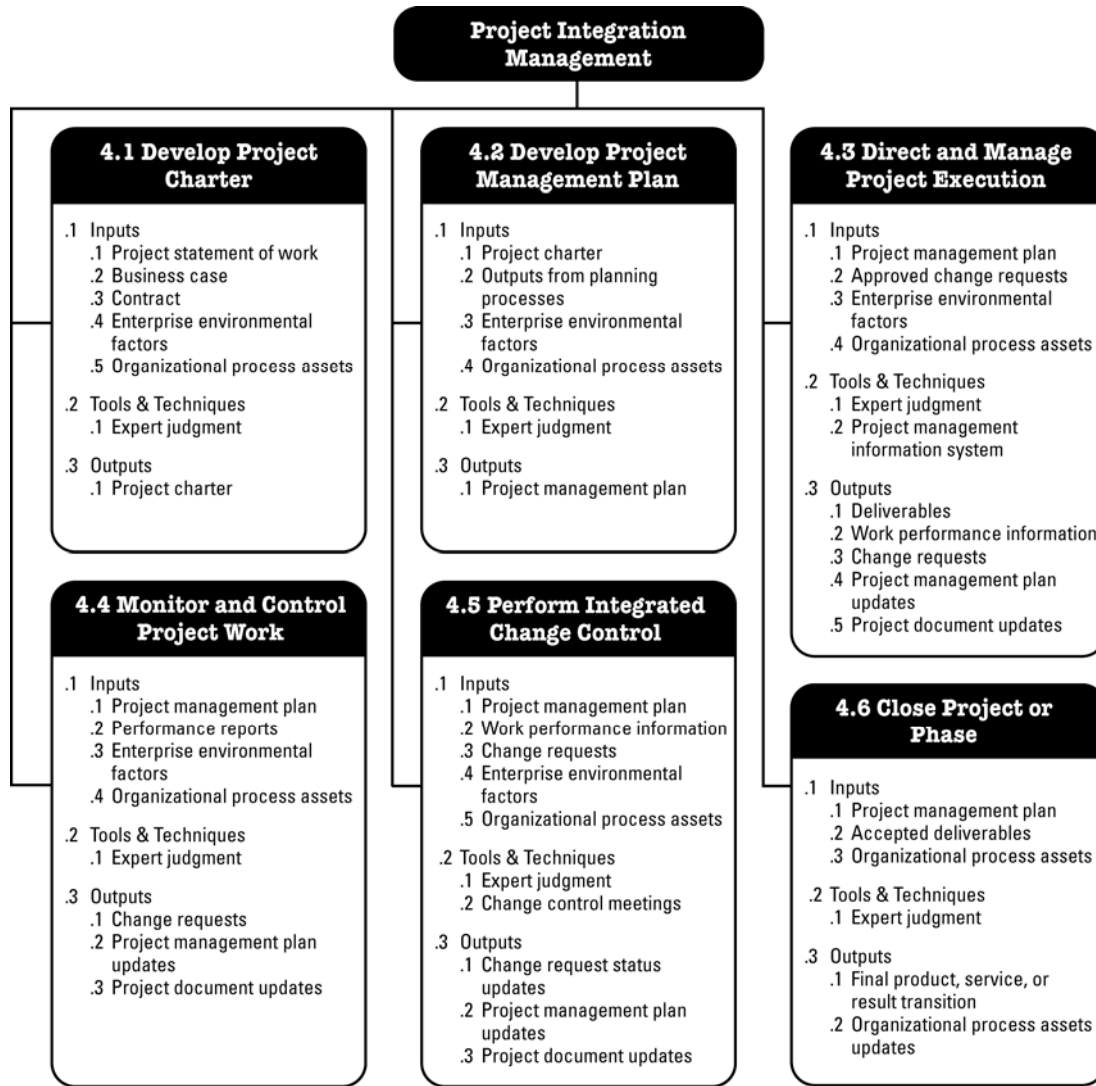 Project Integration
Management
4.1 Develop Project
Charter
.1 Inputs
.1 Project statement of work
.2 Business case
.3 Contract
.4 Enterprise environmental
factors
.5 Organizational process assets
.2 Tools & Techniques
.1 Expert judgment
.3 Outputs
.1 Project charter
4.2 Develop Project
Management Plan
.1 Inputs
.1 Project charter
.2 Outputs from planning
processes
.3 Enterprise environmental
factors
.4 Organizational process assets
.2 Tools & Techniques
.1 Expert judgment
.3 Outputs
.1 Project management plan
4.3 Direct and Manage
Project Execution
.1 Inputs
.1 Project management plan
.2 Approved change requests
.3 Enterprise environmental
factors
.4 Organizational process assets
.2 Tools & Techniques
.1 Expert judgment
.2 Project management
information system
.3 Outputs
.1 Deliverables
.2 Work performance information
.3 Change requests
.4 Project management plan
updates
.5 Project document updates
4.4 Monitor and Control
Project Work
.1 Inputs
.1 Project management plan
.2 Performance reports
.3 Enterprise environmental
factors
.4 Organizational process assets
.2 Tools & Techniques
.1 Expert judgment
.3 Outputs
.1 Change requests
.2 Project management plan
updates
.3 Project document updates
4.5 Perform Integrated
Change Control
.1 Inputs
.1 Project management plan
.2 Work performance information
.3 Change requests
.4 Enterprise environmental
factors
.5 Organizational process assets
.2 Tools & Techniques
.1 Expert judgment
.2 Change control meetings
.3 Outputs
.1 Change request status
updates
.2 Project management plan
updates
.3 Project document updates
4.6 Close Project or
Phase
.1 Inputs
.1 Project management plan
.2 Accepted deliverables
.3 Organizational process assets
.2 Tools & Techniques
.1 Expert judgment
.3 Outputs
.1 Final product, service, or
result transition
.2 Organizational process assets
updates